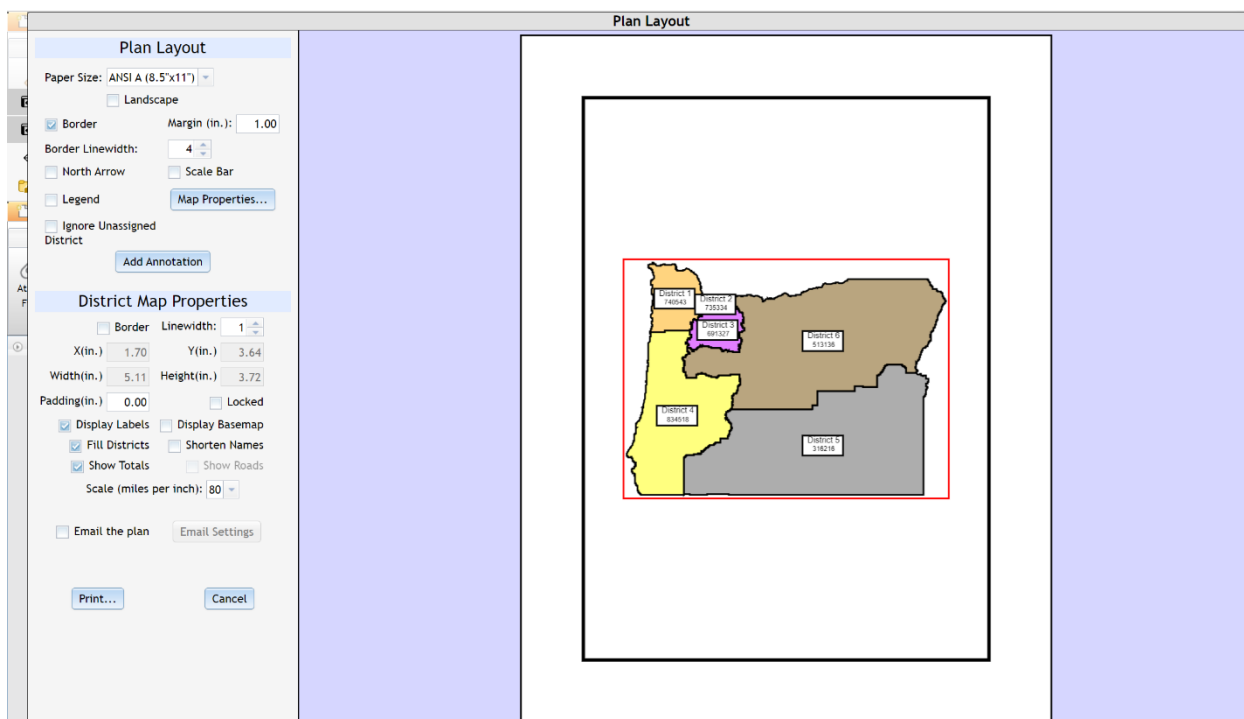 Plan Layout
Plan Layout
Paper Size: ANSI A (8.5"x11")
Landscape
Border Margin (in.): 1.00
Border Linewidth: 4
North Arrow Scale Bar
Legend Map Properties...
Ignore Unassigned
District
Add Annotation
District Map Properties
Border Linewidth: 1
X(in.) 1.70 Y(in.) 3.64
Width(in.) 5.11 Height(in.) 3.72
Padding(in.) 0.00 Locked
Display Labels Display Basemap
Fill Districts Shorten Names
Show Totals Show Roads
Scale (miles per inch): 80
Email the plan Email Settings
Print... Cancel
At
F
District 1
740543
District 2
735334
District 3
691327
District 6
513136
District 4
834518
District 5
316216